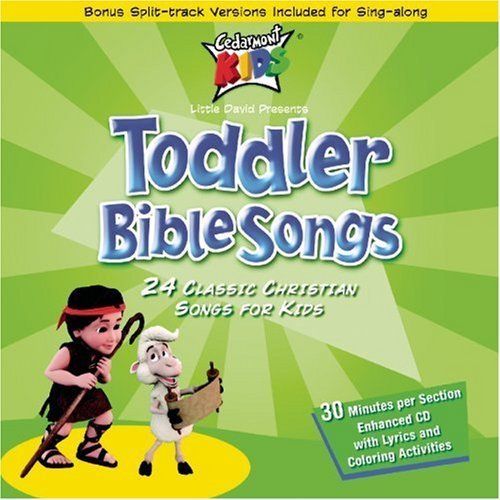 Bonus Split-track Versions Included for Sing-along
Cedarmont
KIDS
Little David Presents
Toddler
Bible Songs
24 Classic Christian
Songs for Kids
30 Minutes per Section
Enhanced CD
with Lyrics and
Coloring Activities